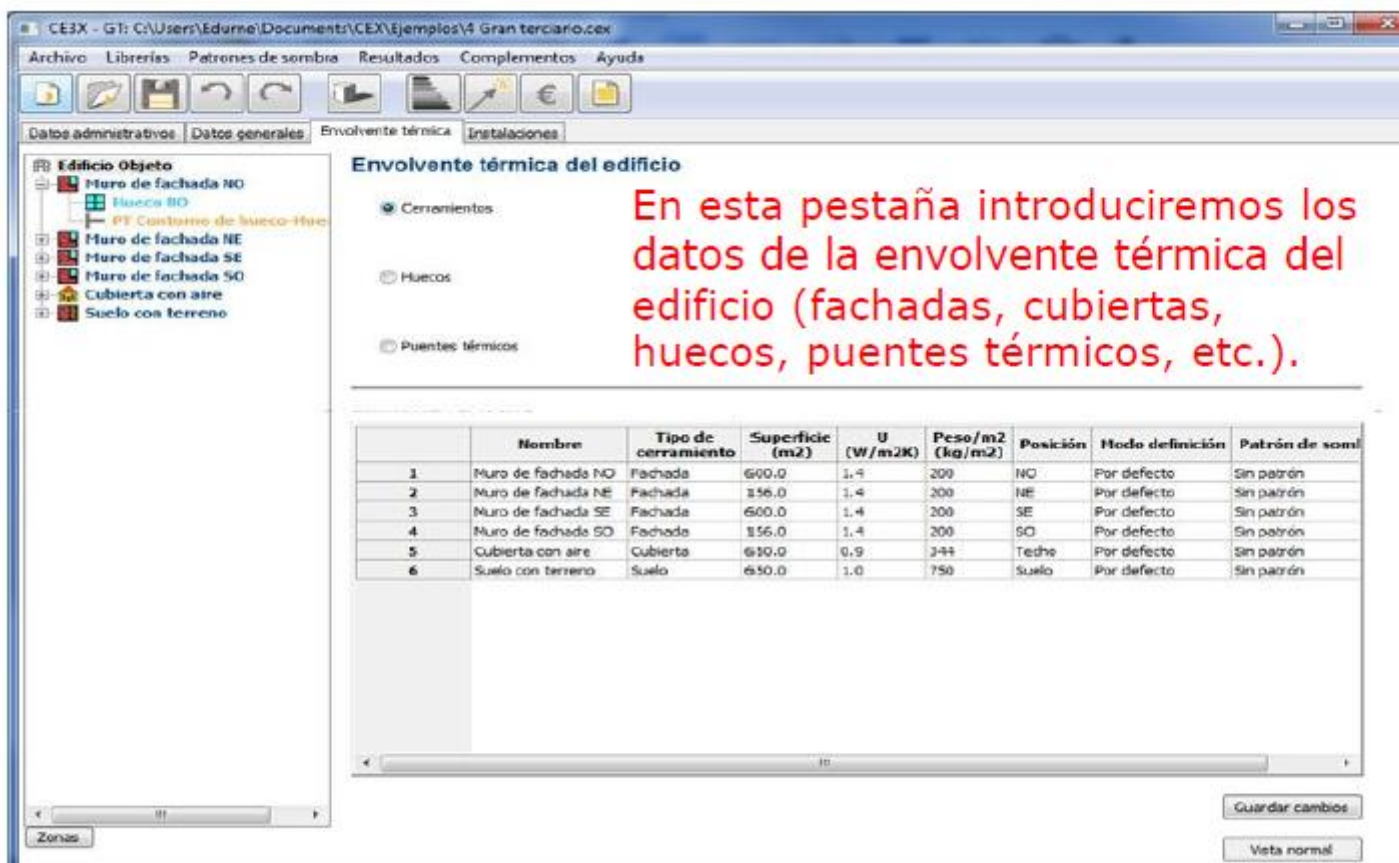 CE3X - GT: C:\Users\Edurne\Documents\CEX\Ejemplos\4 Gran terciario.cex
Archivo Librerías Patrones de sombra Resultados Complementos Ayuda
Datos administrativos Datos generales Envolvente térmica Instalaciones
Edificio Objeto
Muro de fachada NO
Hueco NO
PT Contorno de hueco-Hue
Muro de fachada NE
Muro de fachada SE
Muro de fachada SO
Cubierta con aire
Suelo con terreno
Zonas
Envolvente térmica del edificio
Cerramientos
Huecos
Puentes térmicos
En esta pestaña introduciremos los
datos de la envolvente térmica del
edificio (fachadas, cubiertas,
huecos, puentes térmicos, etc.).
Nombre Tipo de cerramiento Superficie (m2) U (W/m2K) Peso/m2 (kg/m2) Posición Modo definición Patrón de soml
1 Muro de fachada NO Fachada 600.0 1.4 200 NO Por defecto Sin patrón
2 Muro de fachada NE Fachada 156.0 1.4 200 NE Por defecto Sin patrón
3 Muro de fachada SE Fachada 600.0 1.4 200 SE Por defecto Sin patrón
4 Muro de fachada SO Fachada 156.0 1.4 200 SO Por defecto Sin patrón
5 Cubierta con aire Cubierta 650.0 0.9 344 Techo Por defecto Sin patrón
6 Suelo con terreno Suelo 650.0 1.0 750 Suelo Por defecto Sin patrón
Guardar cambios
Vista normal